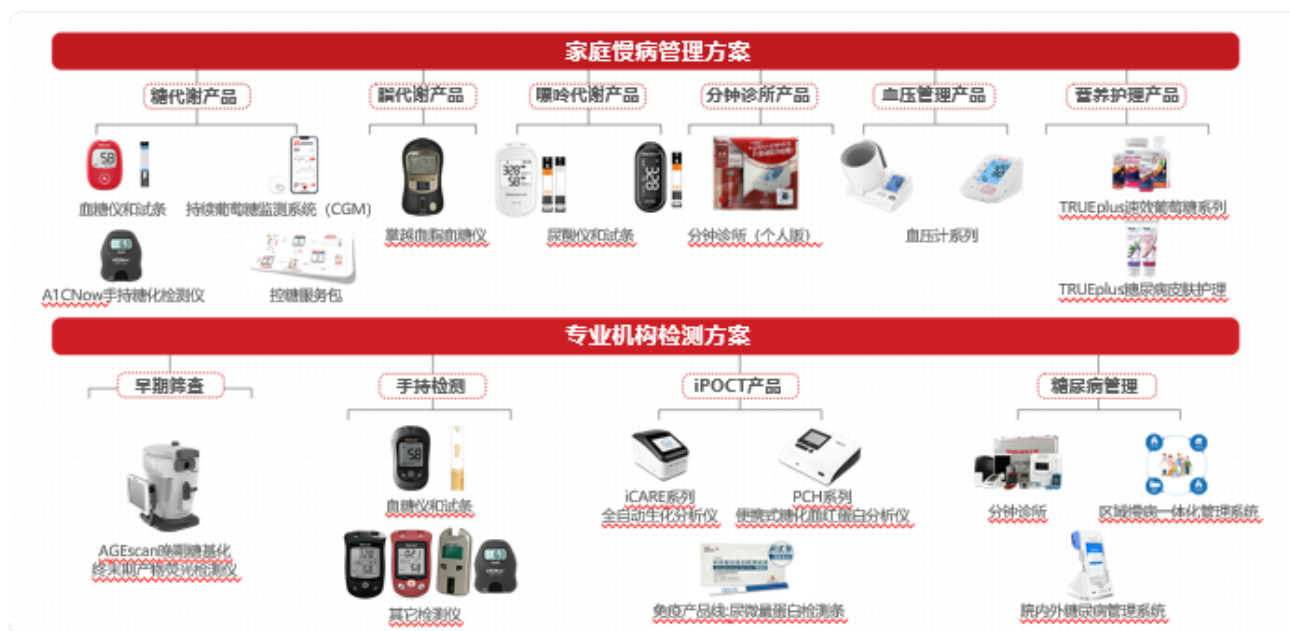 家庭慢病管理方案
糖代谢产品
脂代谢产品
嘌呤代谢产品
分钟诊所产品
血压管理产品
营养护理产品
血糖仪和试条
持续葡萄糖监测系统（CGM）
掌越血脂血糖仪
尿酸仪和试条
分钟诊所（个人版）
血压计系列
TRUEplus速效葡萄糖系列
A1CNow手持糖化检测仪
控糖服务包
TRUEplus糖尿病皮肤护理
专业机构检测方案
早期筛查
手持检测
iPOCT产品
糖尿病管理
血糖仪和试条
iCARE系列
全自动生化分析仪
PCH系列
便携式糖化血红蛋白分析仪
分钟诊所
区域慢病一体化管理系统
AGEscan晚期糖基化
终末期产物荧光检测仪
其它检测仪
免疫产品线:尿微量蛋白检测条
院内外糖尿病管理系统